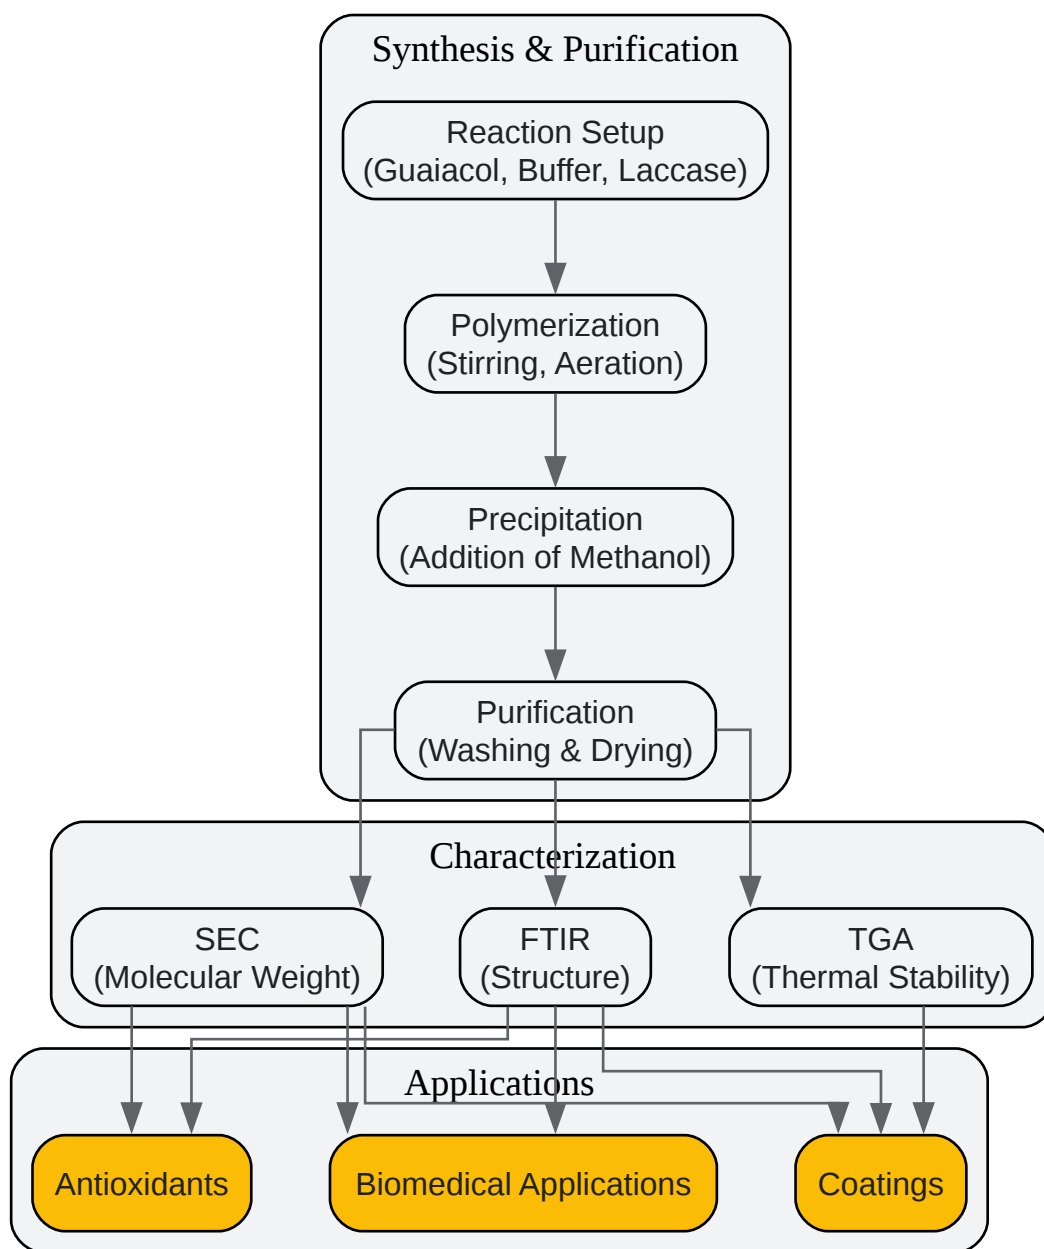 Synthesis & Purification
Reaction Setup
(Guaiacol, Buffer, Laccase)
Polymerization
(Stirring, Aeration)
Precipitation
(Addition of Methanol)
Purification
(Washing & Drying)
Characterization
SEC
(Molecular Weight)
FTIR
(Structure)
TGA
(Thermal Stability)
Applications
Antioxidants
Biomedical Applications
Coatings